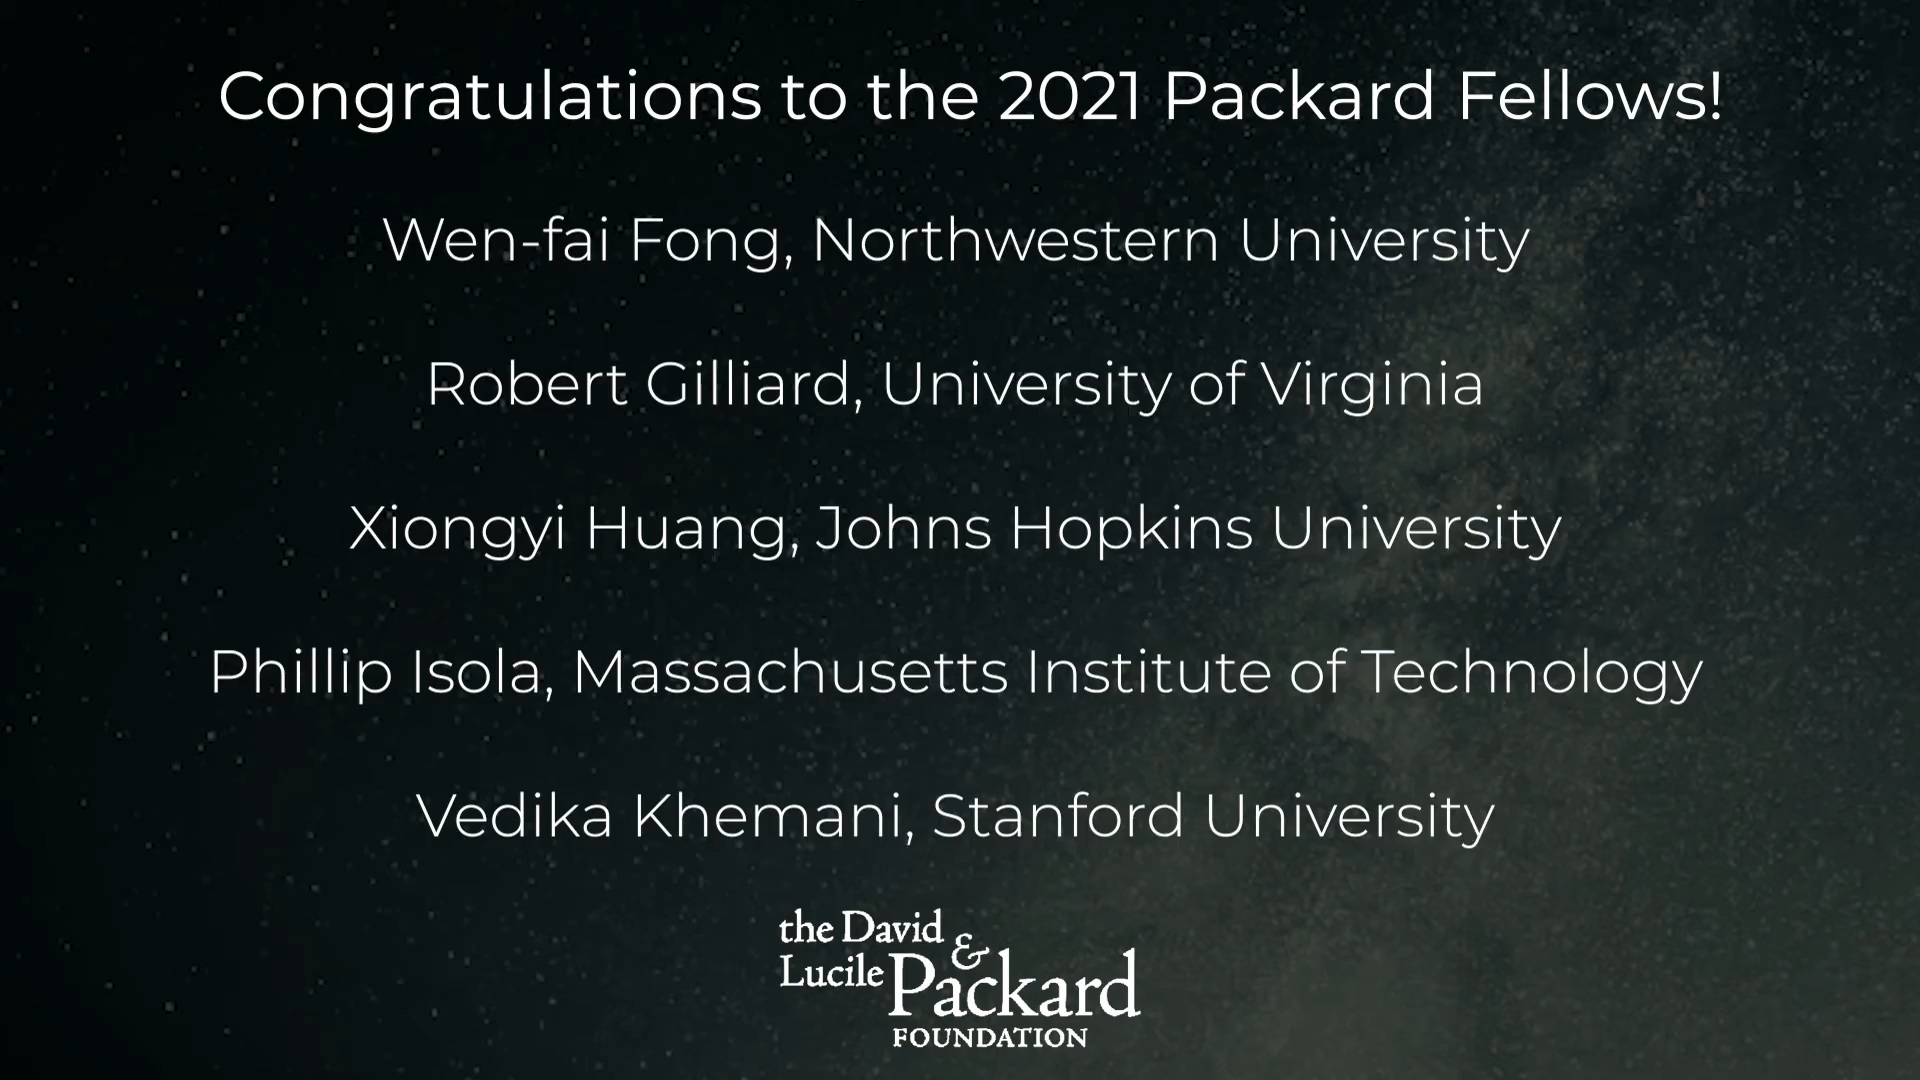 Congratulations to the 2021 Packard Fellows!
Wen-fai Fong, Northwestern University
Robert Gilliard, University of Virginia
Xiongyi Huang, Johns Hopkins University
Phillip Isola, Massachusetts Institute of Technology
Vedika Khemani, Stanford University
the David &
Lucile Packard
FOUNDATION